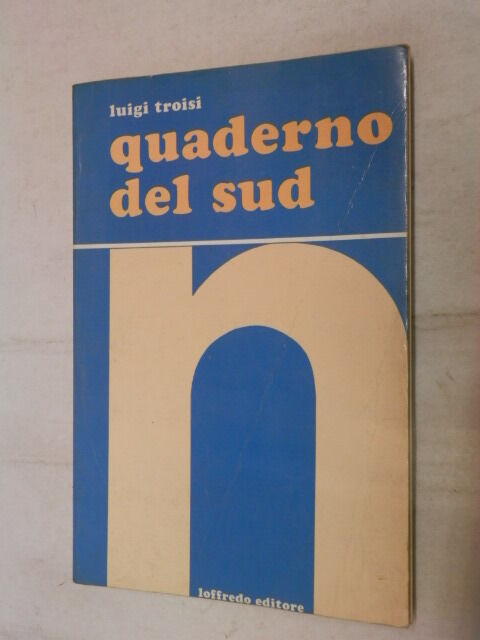 luigi troisi
quaderno
del sud
n
loffredo editore